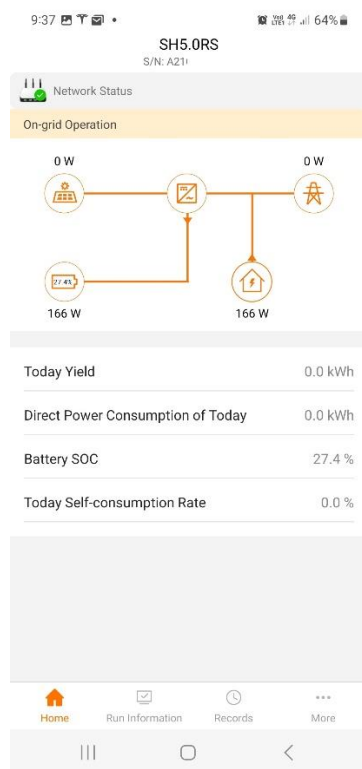 9:37
64%
SH5.0RS
S/N: A21
Network Status
On-grid Operation
0 W
0 W
27.4%
166 W
166 W
Today Yield 0.0 kWh
Direct Power Consumption of Today 0.0 kWh
Battery SOC 27.4 %
Today Self-consumption Rate 0.0 %
Home Run Information Records More